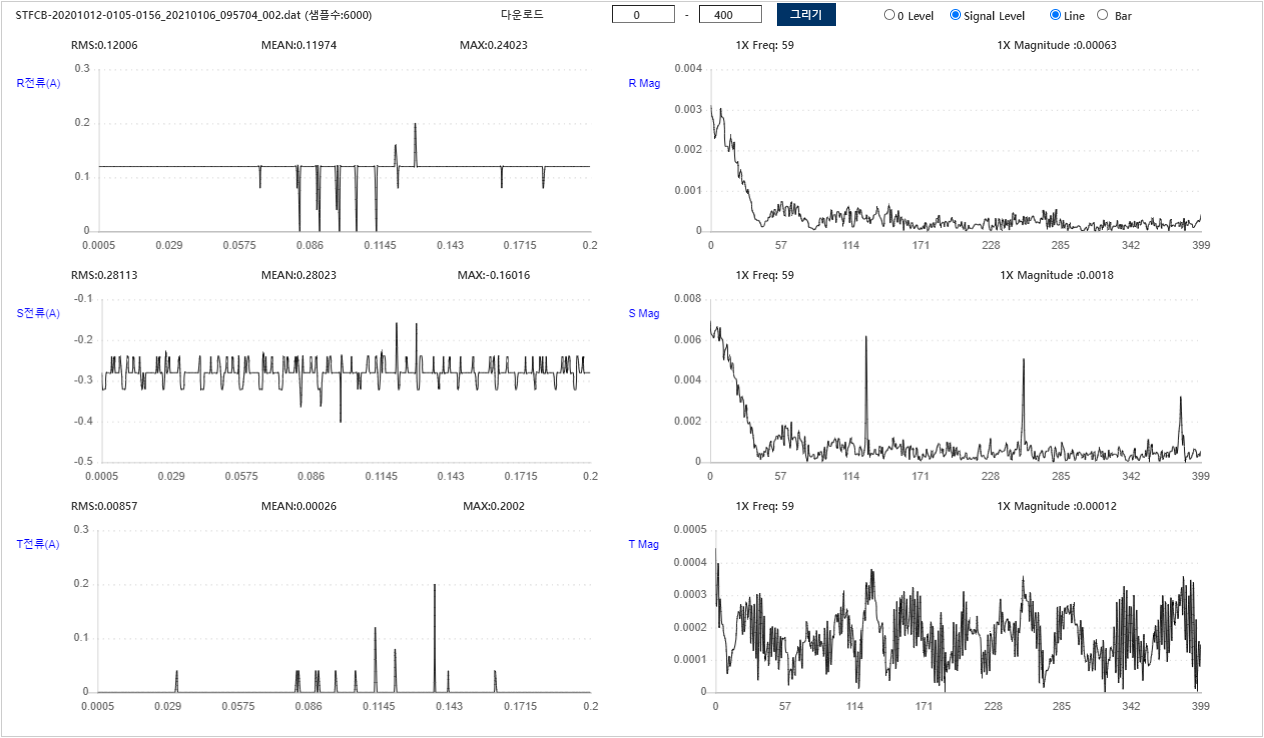 STFCB-20201012-0105-0156_20210106_095704_002.dat (샘플수:6000) 다운로드 0 - 400 그리기 0 Level Signal Level Line Bar
RMS:0.12006 MEAN:0.11974 MAX:0.24023 1X Freq: 59 1X Magnitude :0.00063
R전류(A)
0.3
0.2
0.1
0
0.0005 0.029 0.0575 0.086 0.1145 0.143 0.1715 0.2
R Mag
0.004
0.003
0.002
0.001
0
0 57 114 171 228 285 342 399
RMS:0.28113 MEAN:0.28023 MAX:-0.16016 1X Freq: 59 1X Magnitude :0.0018
S전류(A)
-0.1
-0.2
-0.3
-0.4
-0.5
0.0005 0.029 0.0575 0.086 0.1145 0.143 0.1715 0.2
S Mag
0.008
0.006
0.004
0.002
0
0 57 114 171 228 285 342 399
RMS:0.00857 MEAN:0.00026 MAX:0.2002 1X Freq: 59 1X Magnitude :0.00012
T전류(A)
0.3
0.2
0.1
0
0.0005 0.029 0.0575 0.086 0.1145 0.143 0.1715 0.2
T Mag
0.0005
0.0004
0.0003
0.0002
0.0001
0
0 57 114 171 228 285 342 399